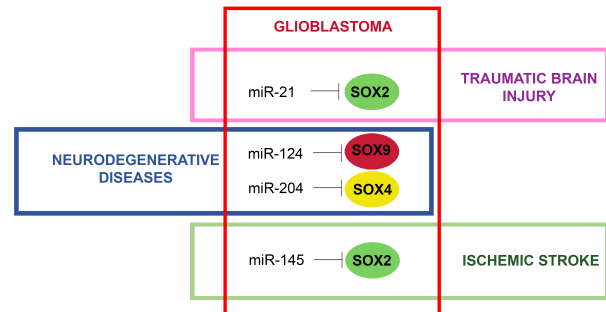 GLIOBLASTOMA
miR-21 SOX2
TRAUMATIC BRAIN
INJURY
NEURODEGENERATIVE
DISEASES
miR-124 SOX9
miR-204 SOX4
miR-145 SOX2
ISCHEMIC STROKE